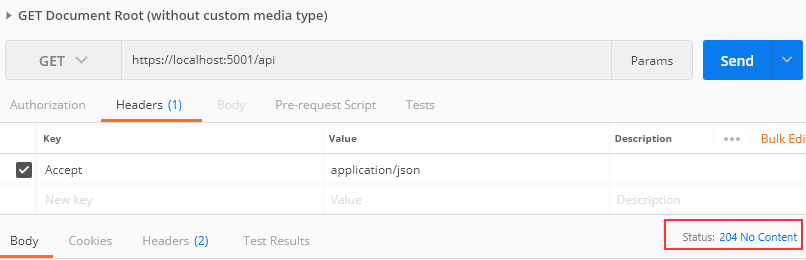 GET Document Root (without custom media type)
GET https://localhost:5001/api Params Send
Authorization Headers (1) Body Pre-request Script Tests
Key Value Description ••• Bulk Edi
Accept application/json
New key Value Description
Body Cookies Headers (2) Test Results Status: 204 No Content